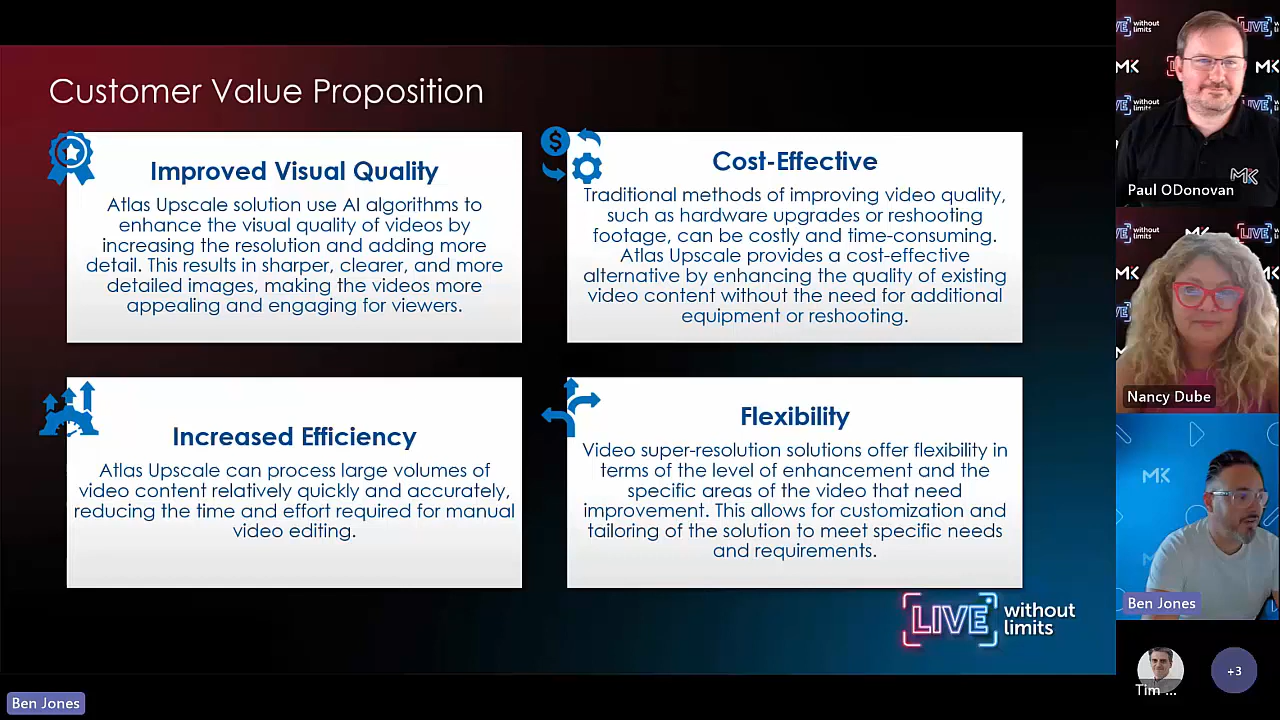 Customer Value Proposition
Improved Visual Quality
Atlas Upscale solution use AI algorithms to
enhance the visual quality of videos by
increasing the resolution and adding more
detail. This results in sharper, clearer, and more
detailed images, making the videos more
appealing and engaging for viewers.
Cost-Effective
Traditional methods of improving video quality,
such as hardware upgrades or reshooting
footage, can be costly and time-consuming.
Atlas Upscale provides a cost-effective
alternative by enhancing the quality of existing
video content without the need for additional
equipment or reshooting.
Increased Efficiency
Atlas Upscale can process large volumes of
video content relatively quickly and accurately,
reducing the time and effort required for manual
video editing.
Flexibility
Video super-resolution solutions offer flexibility in
terms of the level of enhancement and the
specific areas of the video that need
improvement. This allows for customization and
tailoring of the solution to meet specific needs
and requirements.
LIVE without
limits
Ben Jones
without
limits
MK
MK
MK
Paul ODonovan
Nancy Dube
MK
Ben Jones
Tim ...
+3